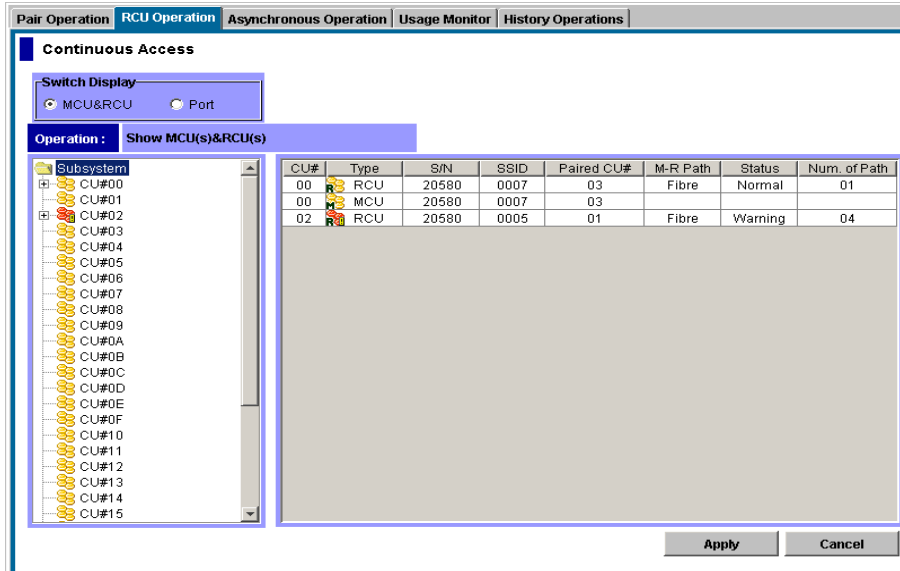 Pair Operation RCU Operation Asynchronous Operation Usage Monitor History Operations
Continuous Access
Switch Display
MCU&RCU Port
Operation : Show MCU(s)&RCU(s)
Subsystem
CU#00
CU#01
CU#02
CU#03
CU#04
CU#05
CU#06
CU#07
CU#08
CU#09
CU#0A
CU#0B
CU#0C
CU#0D
CU#0E
CU#0F
CU#10
CU#11
CU#12
CU#13
CU#14
CU#15
CU# Type S/N SSID Paired CU# M-R Path Status Num. of Path
00 R RCU 20580 0007 03 Fibre Normal 01
00 M MCU 20580 0007 03
02 R RCU 20580 0005 01 Fibre Warning 04
Apply Cancel